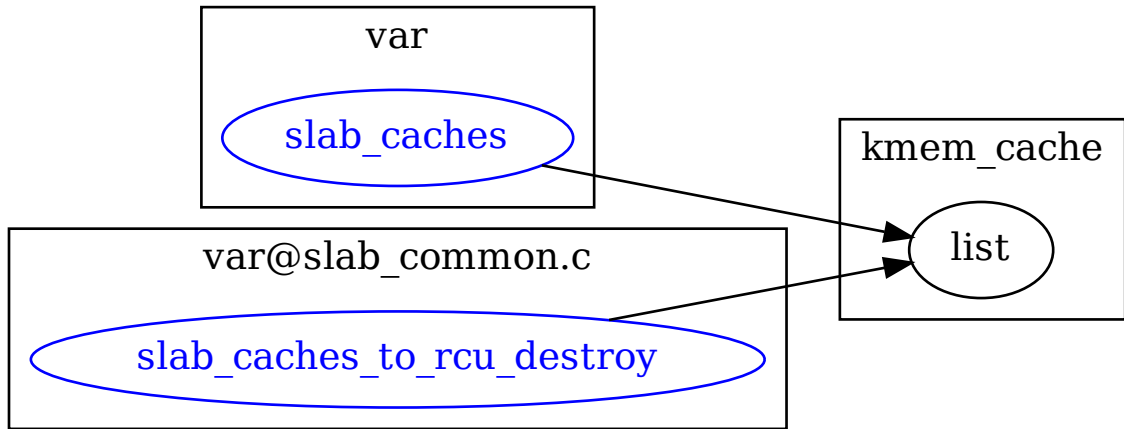 var
slab_caches
kmem_cache
list
var@slab_common.c
slab_caches_to_rcu_destroy